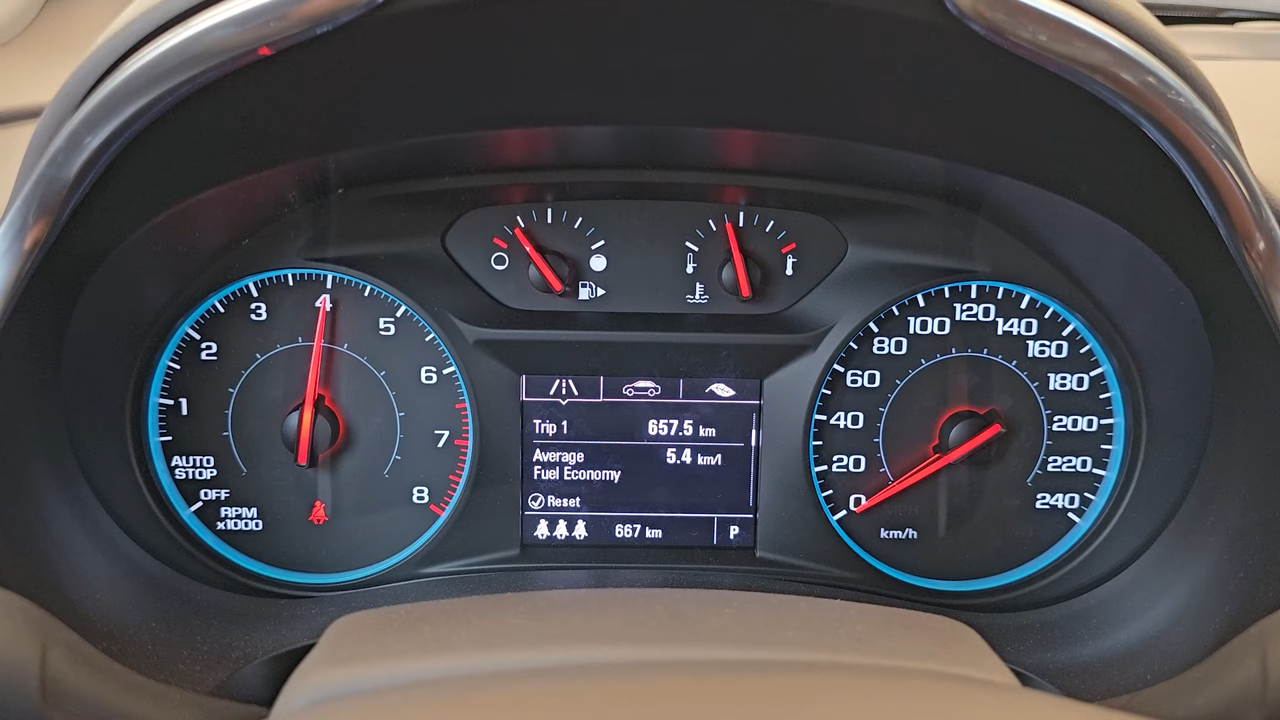 1
2
3
4
5
6
7
8
AUTO
STOP
OFF
RPM
x1000
Trip 1 657.5 km
Average 5.4 km/l
Fuel Economy
Reset
667 km P
0
20
40
60
80
100
120
140
160
180
200
220
240
km/h
MPH